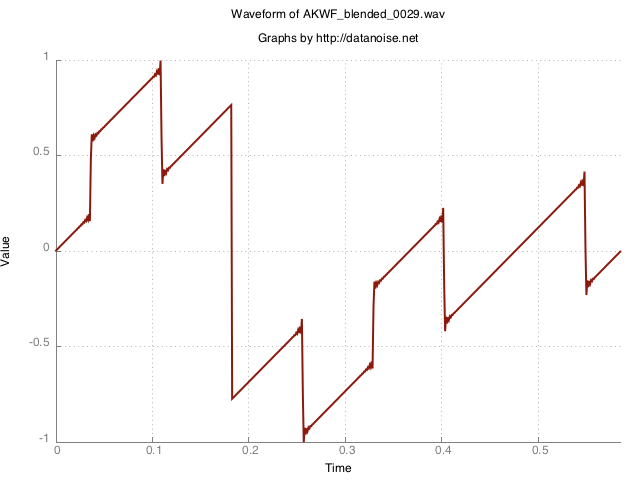 Waveform of AKWF_blended_0029.wav
Graphs by http://datanoise.net
1
0.5
0
-0.5
-1
Value
0 0.1 0.2 0.3 0.4 0.5
Time